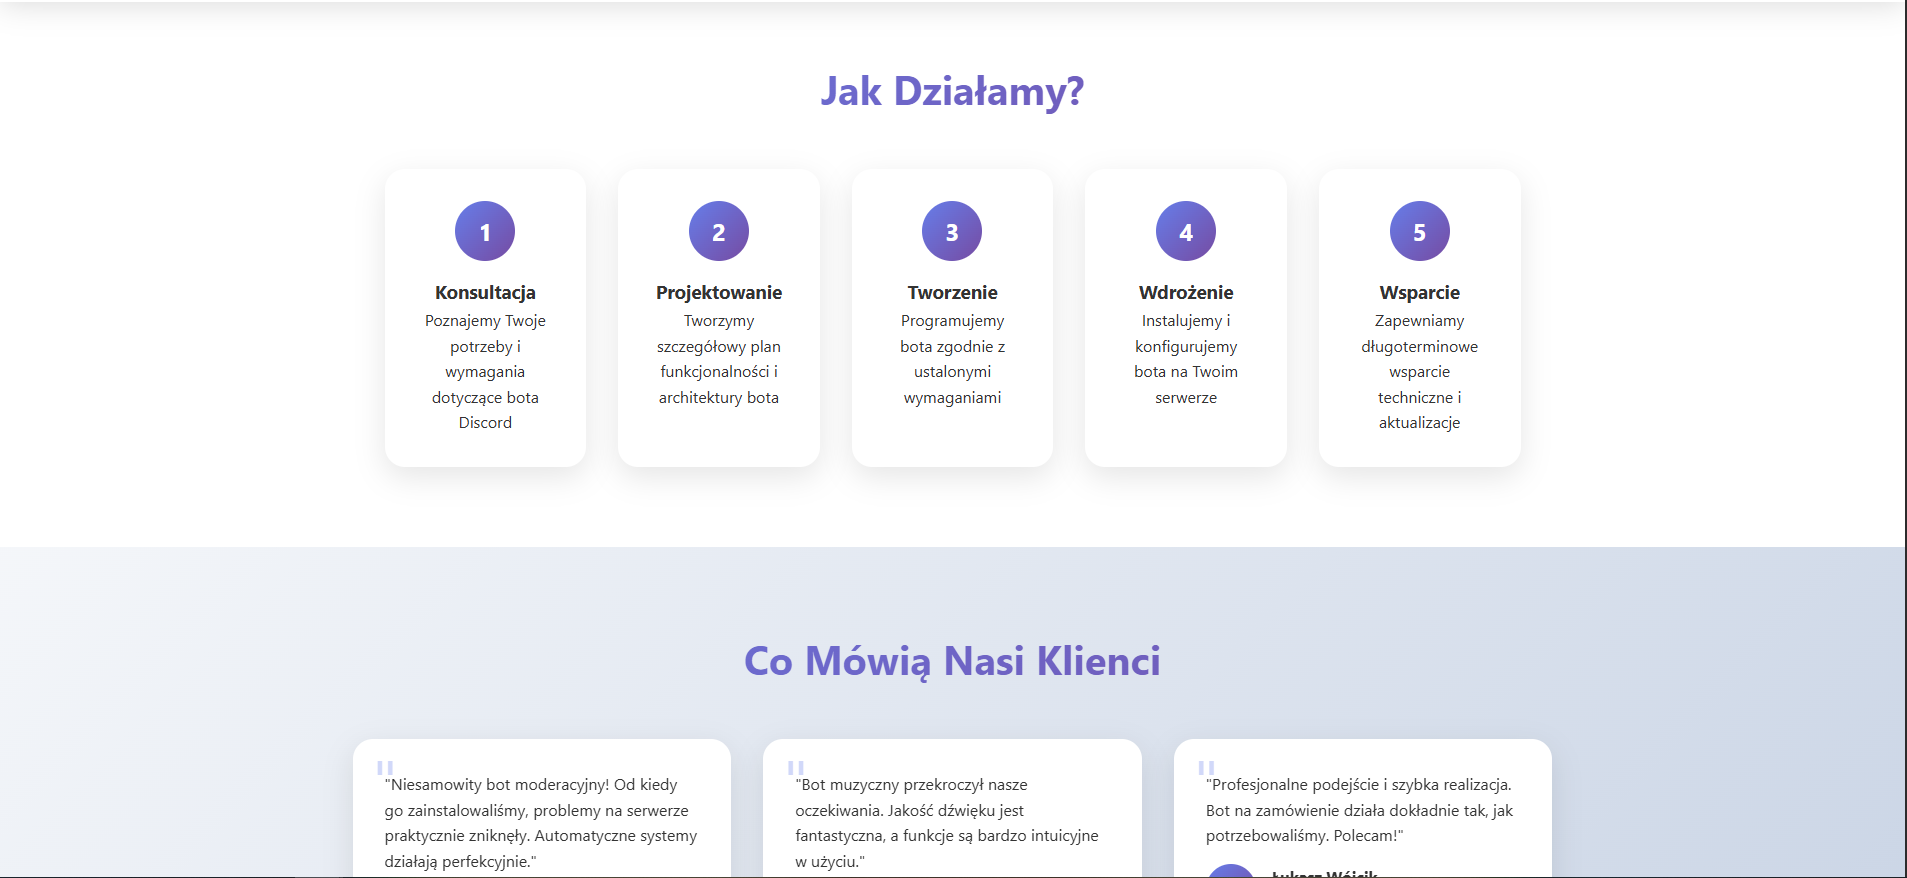 Jak Działamy?
1
Konsultacja
Poznajemy Twoje
potrzeby i
wymagania
dotyczące bota
Discord
2
Projektowanie
Tworzymy
szczegółowy plan
funkcjonalności i
architektury bota
3
Tworzenie
Programujemy
bota zgodnie z
ustalonymi
wymaganiami
4
Wdrożenie
Instalujemy i
konfigurujemy
bota na Twoim
serwerze
5
Wsparcie
Zapewniamy
długoterminowe
wsparcie
techniczne i
aktualizacje
Co Mówią Nasi Klienci
"
"Niesamowity bot moderacyjny! Od kiedy
go zainstalowaliśmy, problemy na serwerze
praktycznie zniknęły. Automatyczne systemy
działają perfekcyjnie."
"
"Bot muzyczny przekroczył nasze
oczekiwania. Jakość dźwięku jest
fantastyczna, a funkcje są bardzo intuicyjne
w użyciu."
"
"Profesjonalne podejście i szybka realizacja.
Bot na zamówienie działa dokładnie tak, jak
potrzebowaliśmy. Polecam!"
Łukasz Wójcik